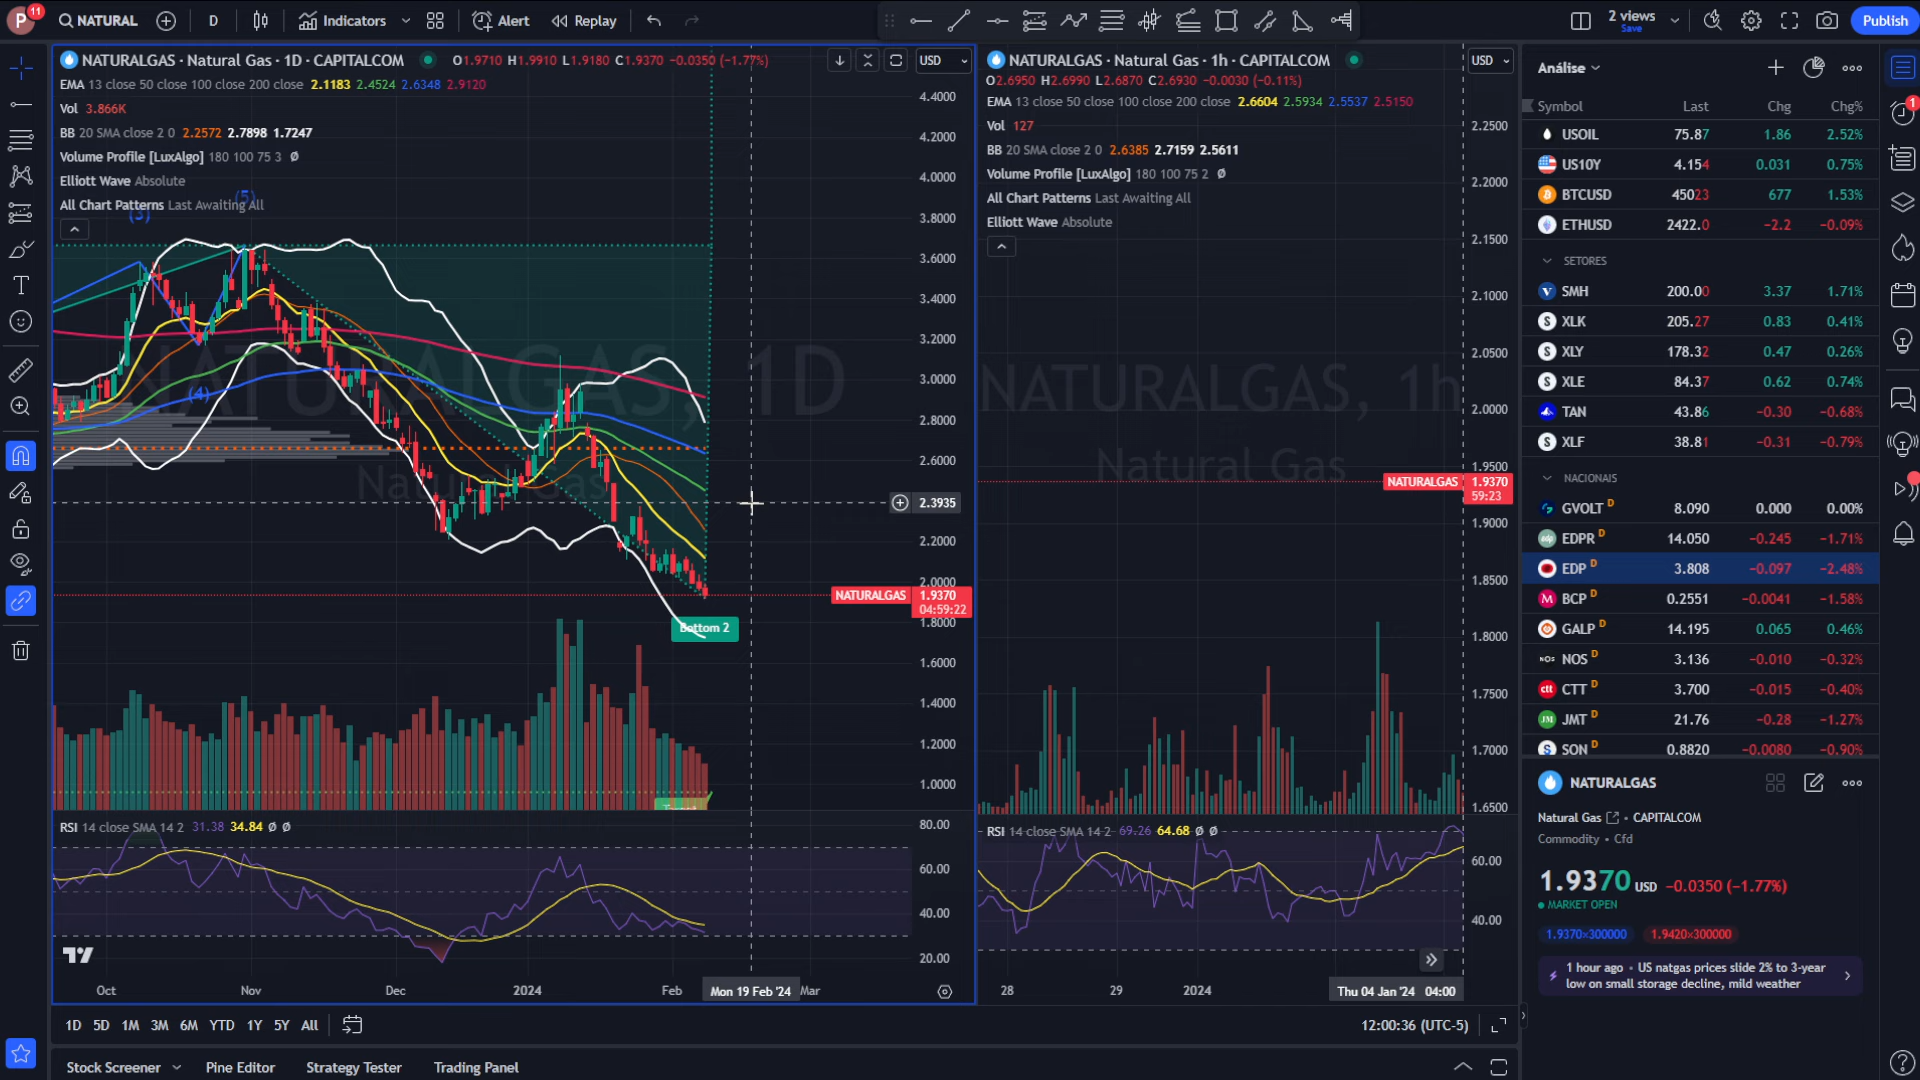 P
11
NATURAL
D
Indicators
Alert
Replay
2 views
Save
Publish
NATURALGAS · Natural Gas · 1D · CAPITALCOM
O1.9710 H1.9910 L1.9180 C1.9370 -0.0350 (-1.77%)
USD
EMA 13 close 50 close 100 close 200 close 2.1183 2.4524 2.6348 2.9120
Vol 3.866K
BB 20 SMA close 2 0 2.2572 2.7898 1.7247
Volume Profile [LuxAlgo] 180 100 75 3 Ø
Elliott Wave Absolute
All Chart Patterns Last Awaiting All
(3)
(5)
(4)
NATURALGAS, 1D
Natural Gas
4.4000
4.2000
4.0000
3.8000
3.6000
3.4000
3.2000
3.0000
2.8000
2.6000
2.3935
2.2000
2.0000
NATURALGAS 1.9370
04:59:22
1.8000
1.6000
1.4000
1.2000
1.0000
Bottom 2
RSI 14 close SMA 14 2 31.38 34.84 Ø Ø
80.00
60.00
40.00
20.00
Oct
Nov
Dec
2024
Feb
Mon 19 Feb '24
Mar
NATURALGAS · Natural Gas · 1h · CAPITALCOM
USD
O2.6950 H2.6990 L2.6870 C2.6930 -0.0030 (-0.11%)
EMA 13 close 50 close 100 close 200 close 2.6604 2.5934 2.5537 2.5150
Vol 127
BB 20 SMA close 2 0 2.6385 2.7159 2.5611
Volume Profile [LuxAlgo] 180 100 75 2 Ø
All Chart Patterns Last Awaiting All
Elliott Wave Absolute
NATURALGAS, 1h
Natural Gas
2.2500
2.2000
2.1500
2.1000
2.0500
2.0000
1.9500
NATURALGAS 1.9370
59:23
1.9000
1.8500
1.8000
1.7500
1.7000
1.6500
RSI 14 close SMA 14 2 69.26 64.68 Ø Ø
60.00
40.00
28
29
2024
Thu 04 Jan '24 04:00
1D 5D 1M 3M 6M YTD 1Y 5Y All
12:00:36 (UTC-5)
Stock Screener
Pine Editor
Strategy Tester
Trading Panel
Análise
Symbol Last Chg Chg%
USOIL 75.87 1.86 2.52%
US10Y 4.154 0.031 0.75%
BTCUSD 45023 677 1.53%
ETHUSD 2422.0 -2.2 -0.09%
SETORES
SMH 200.00 3.37 1.71%
XLK 205.27 0.83 0.41%
XLY 178.32 0.47 0.26%
XLE 84.37 0.62 0.74%
TAN 43.86 -0.30 -0.68%
XLF 38.81 -0.31 -0.79%
NACIONAIS
GVOLT D 8.090 0.000 0.00%
EDPR D 14.050 -0.245 -1.71%
EDP D 3.808 -0.097 -2.48%
BCP D 0.2551 -0.0041 -1.58%
GALP D 14.195 0.065 0.46%
NOS D 3.136 -0.010 -0.32%
CTT D 3.700 -0.015 -0.40%
JMT D 21.76 -0.28 -1.27%
SON D 0.8820 -0.0080 -0.90%
NATURALGAS
Natural Gas · CAPITALCOM
Commodity · Cfd
1.9370 USD -0.0350 (-1.77%)
MARKET OPEN
1.9370×300000 1.9420×300000
1 hour ago · US natgas prices slide 2% to 3-year
low on small storage decline, mild weather
1